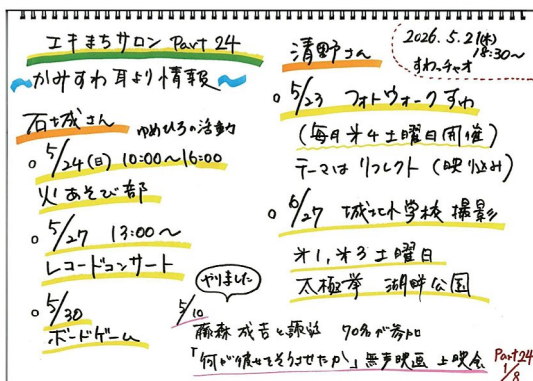 エキまちサロン Part 24
〜かみすわ 耳より情報〜
石城さん ゆめひろの活動
○ 5/24(日) 10:00〜16:00
火あそび部
○ 5/27 13:00〜
レコードコンサート
○ 5/30
ボードゲーム
2026.5.21(木)
18:30〜
すわっチャオ
清野さん
○ 5/23 フォトウォークすわ
(毎月第4土曜日開催)
テーマは リフレクト (映り込み)
○ 6/27 城北小学校 撮影
第1,第3土曜日
太極拳 湖畔公園
やりました
5/10
藤森成吉と諏訪 70名が参加
「何が彼女をそうさせたか」無声映画 上映会
Part24
1/8